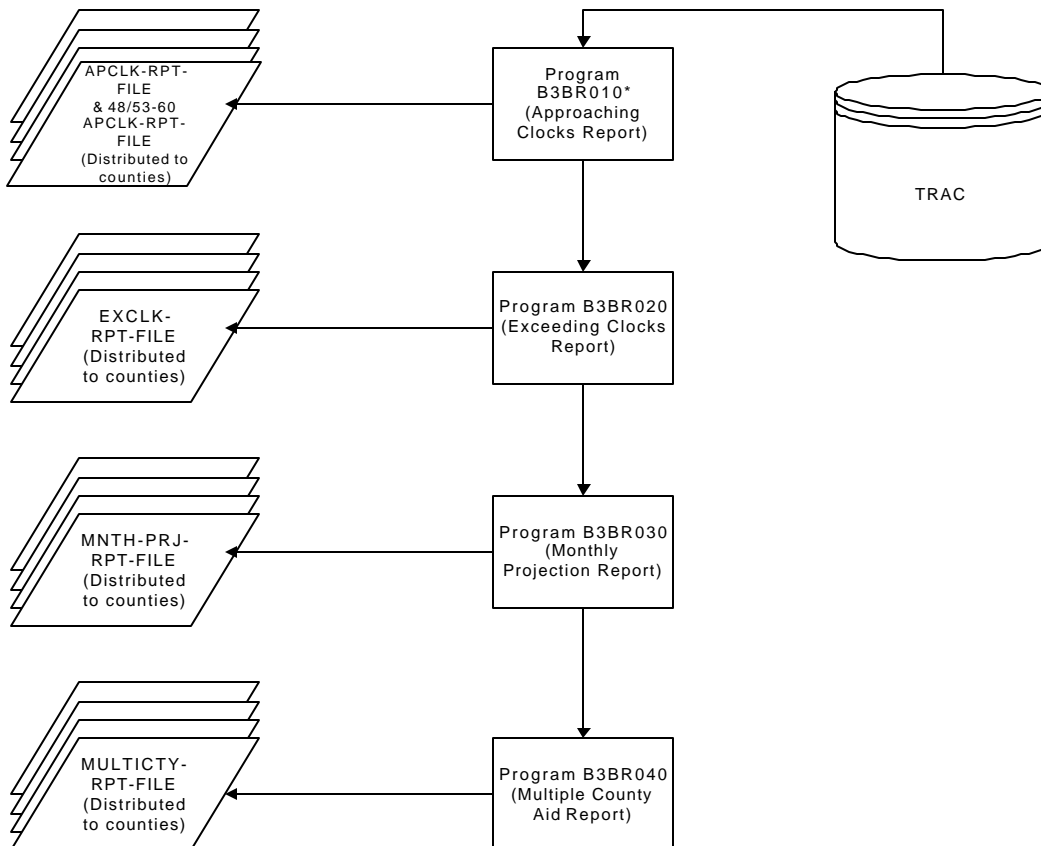 APCLK-RPT-
FILE
& 48/53-60
APCLK-RPT-
FILE
(Distributed to
counties)
Program
B3BR010*
(Approaching
Clocks Report)
TRAC
EXCLK-
RPT-FILE
(Distributed
to counties)
Program B3BR020
(Exceeding Clocks
Report)
MNTH-PRJ-
RPT-FILE
(Distributed
to counties)
Program B3BR030
(Monthly
Projection Report)
MULTICTY-
RPT-FILE
(Distributed
to counties)
Program B3BR040
(Multiple County
Aid Report)